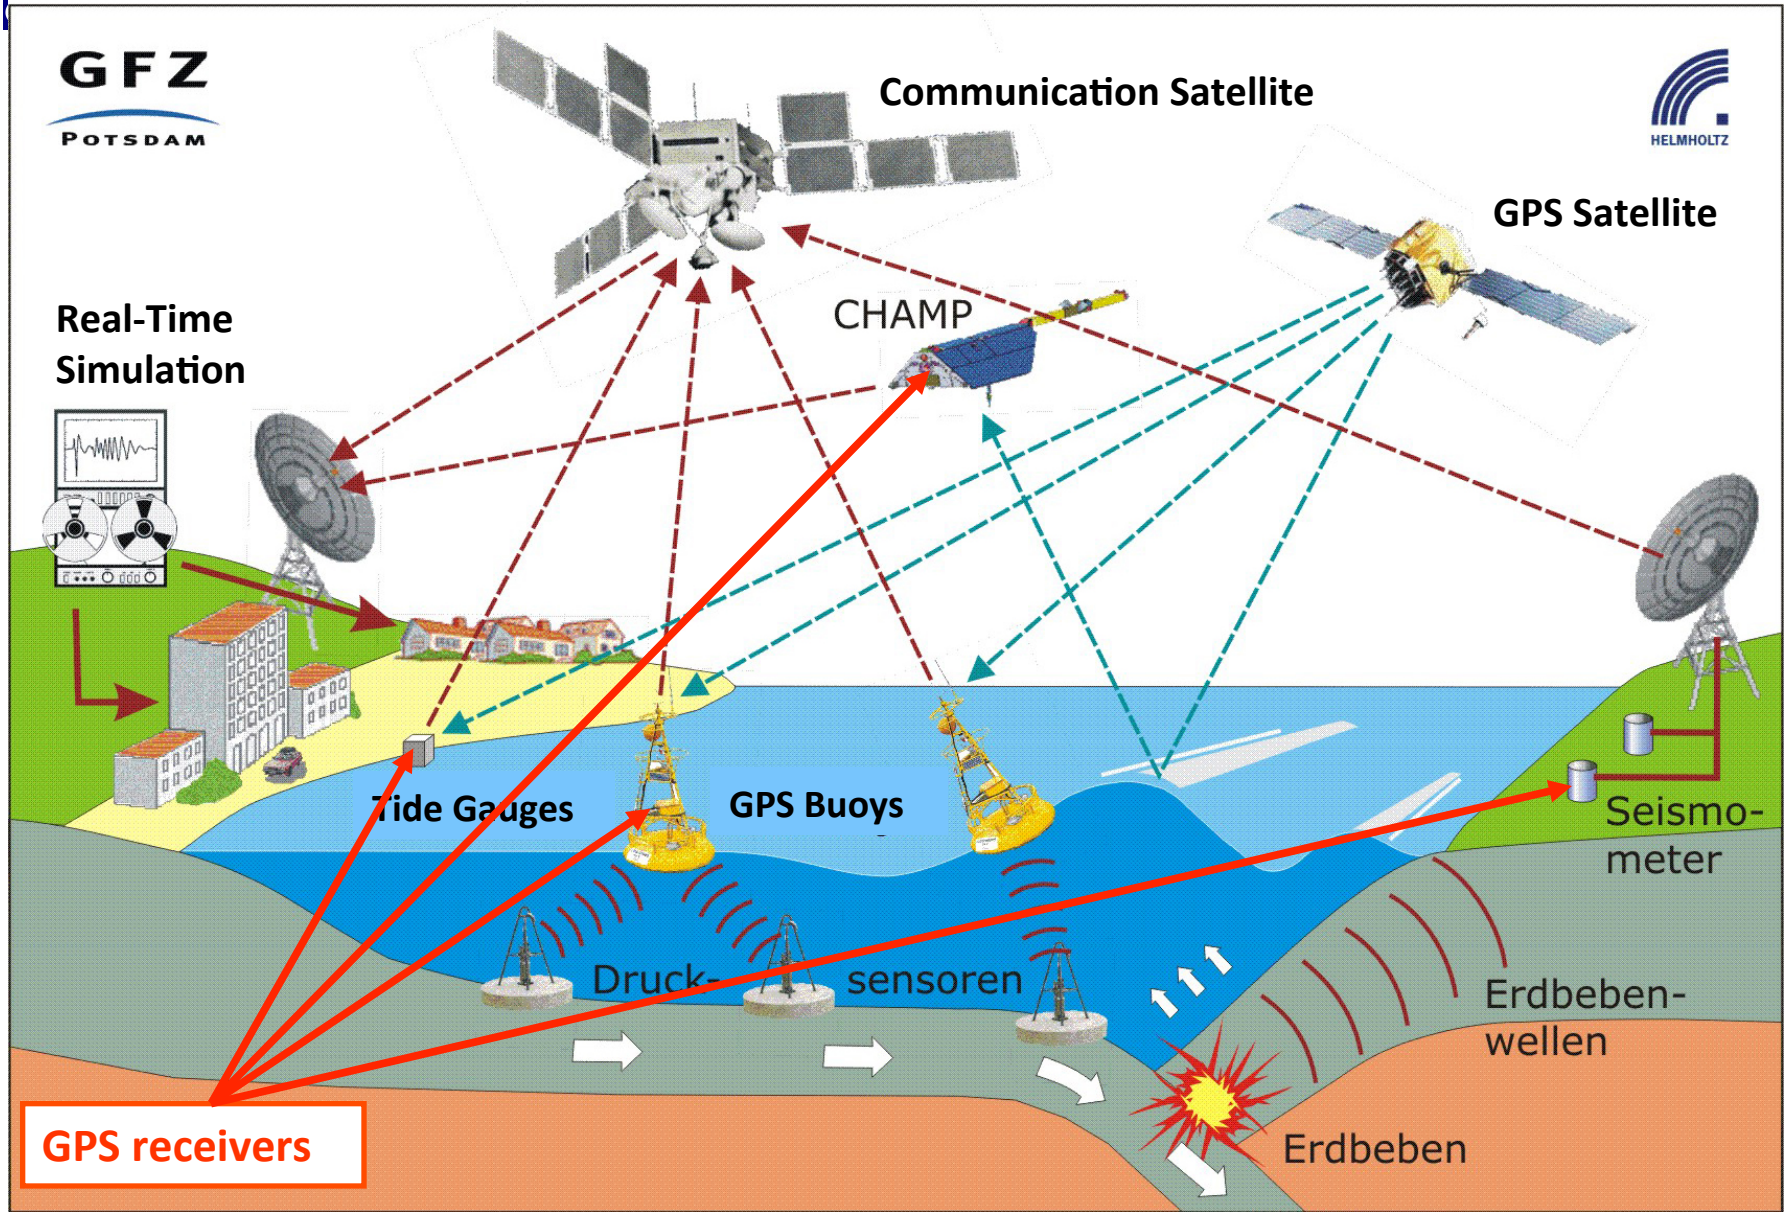 GFZ
POTSDAM
Communication Satellite
HELMHOLTZ
GPS Satellite
Real-Time
Simulation
CHAMP
Tide Gauges
GPS Buoys
Seismo-
meter
Druck-
sensoren
Erdbeben-
wellen
GPS receivers
Erdbeben